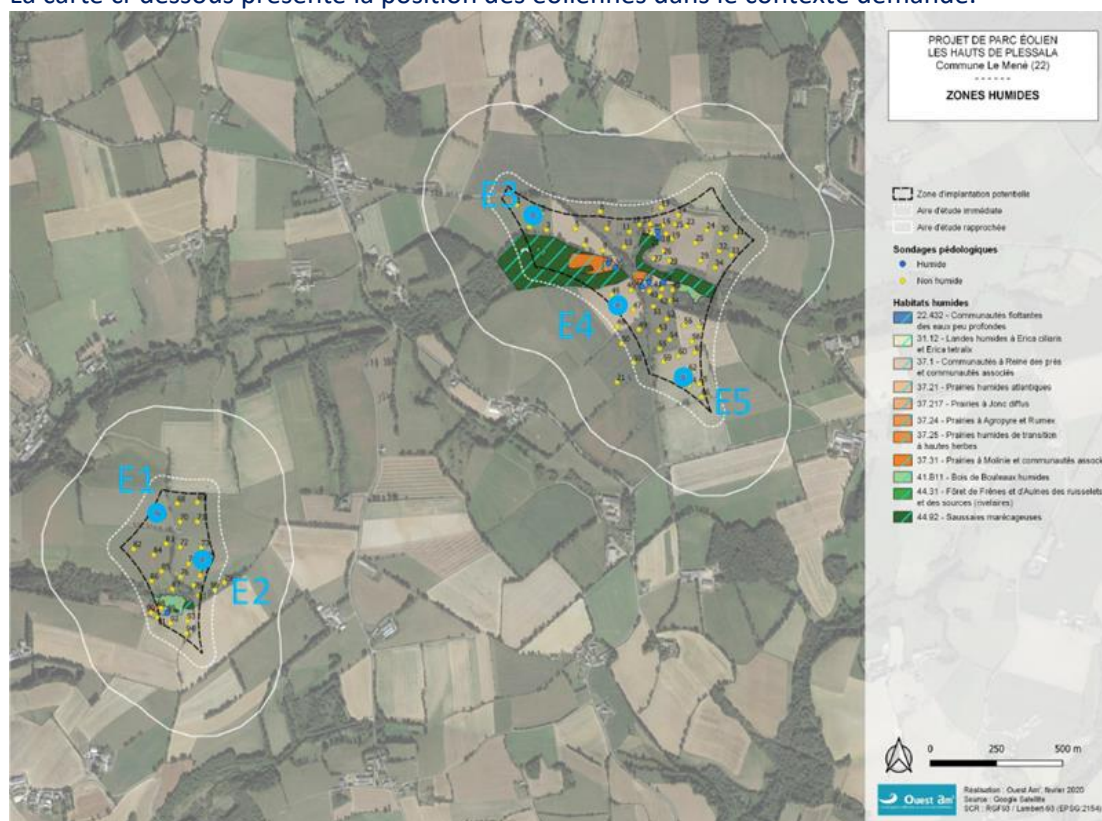 La carte ci-dessous présente la position des éoliennes dans le contexte demandé.
PROJET DE PARC ÉOLIEN
LES HAUTS DE PLESSALA
Commune Le Mené (22)
------
ZONES HUMIDES
Zone d'implantation potentielle
Aire d'étude immédiate
Aire d'étude rapprochée
Sondages pédologiques
Humide
Non humide
Habitats humides
22.432 - Communautés flottantes
des eaux peu profondes
31.12 - Landes humides à Erica ciliaris
et Erica tetralix
37.1 - Communautés à Reine des prés
et communautés associés
37.21 - Prairies humides atlantiques
37.217 - Prairies à Jonc diffus
37.24 - Prairies à Agropyre et Rumex
37.25 - Prairies humides de transition
à hautes herbes
37.31 - Prairies à Molinie et communautés associé
41.B11 - Bois de Bouleaux humides
44.31 - Fôret de Frênes et d'Aulnes des ruisselets
et des sources (rivelaires)
44.92 - Saussaies marécageuses
E3
E4
E5
E1
E2
0 250 500 m
Ouest Am'
Réalisation : Ouest Am', février 2020
Source : Google Satellite
SCR : RGF93 / Lambert-93 (EPSG:2154)